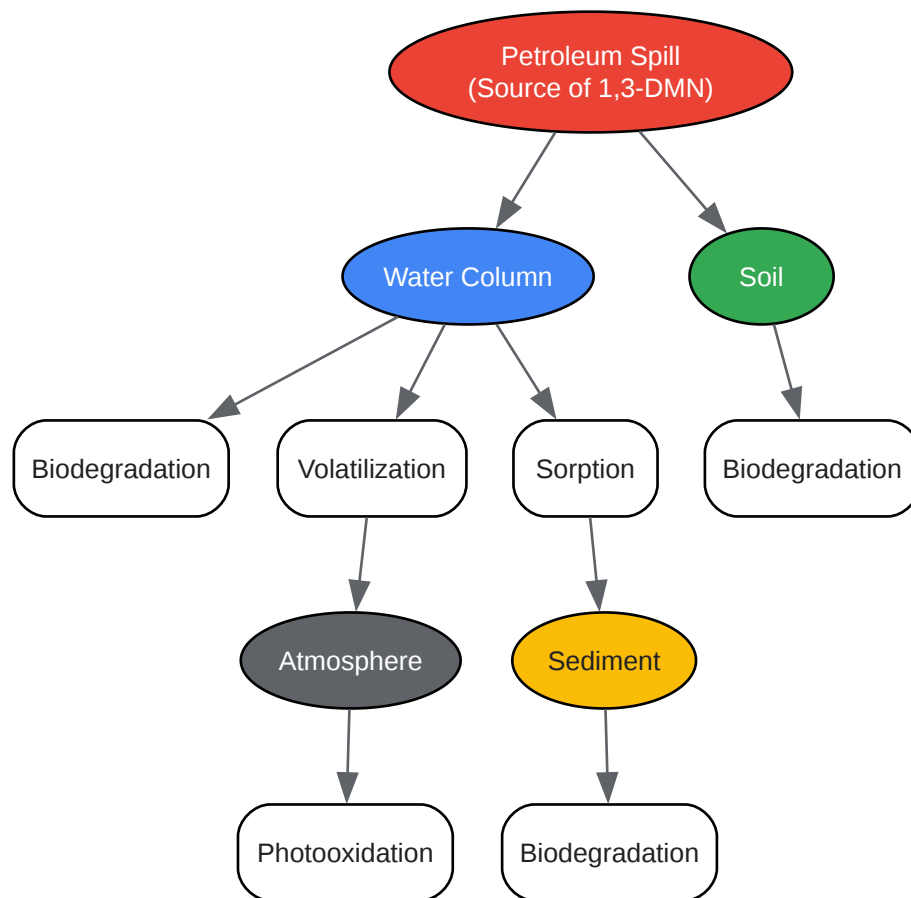 Petroleum Spill
(Source of 1,3-DMN)
Water Column
Soil
Biodegradation
Volatilization
Sorption
Biodegradation
Atmosphere
Sediment
Photooxidation
Biodegradation